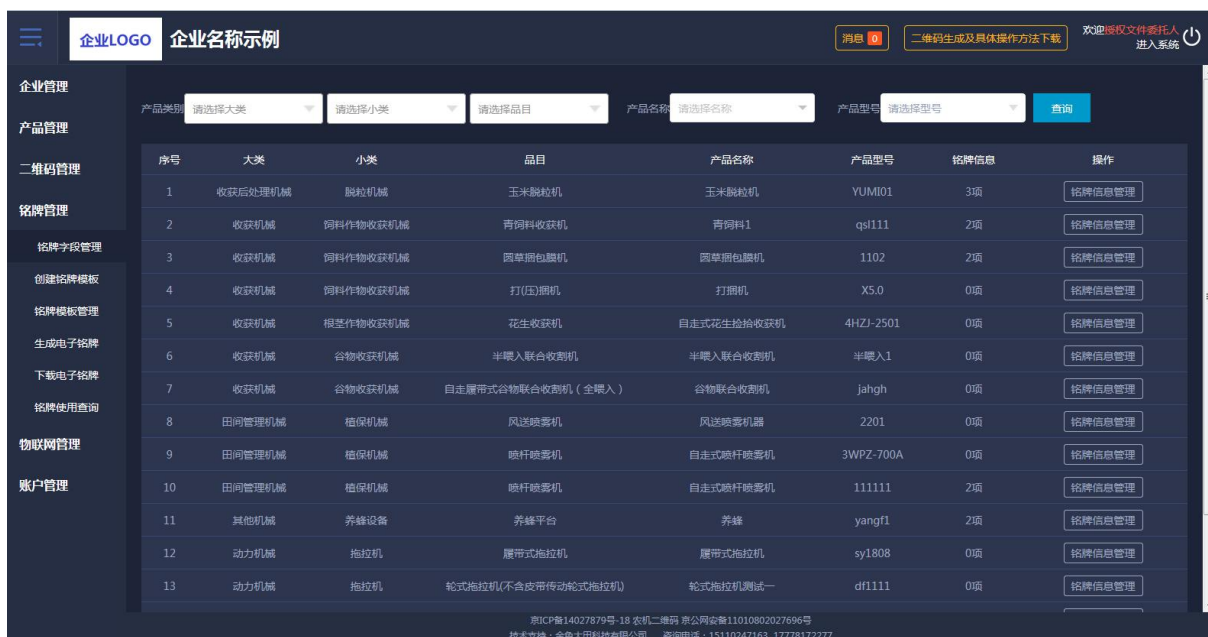 企业LOGO 企业名称示例 消息 0 二维码生成及具体操作方法下载 欢迎授权文件委托人
进入系统
企业管理
产品类别 请选择大类 请选择小类 请选择品目 产品名称 请选择名称 产品型号 请选择型号 查询
产品管理
二维码管理
铭牌管理
铭牌字段管理
创建铭牌模板
铭牌模板管理
生成电子铭牌
下载电子铭牌
铭牌使用查询
物联网管理
账户管理
序号 大类 小类 品目 产品名称 产品型号 铭牌信息 操作
1 收获后处理机械 脱粒机械 玉米脱粒机 玉米脱粒机 YUMI01 3项 铭牌信息管理
2 收获机械 饲料作物收获机械 青饲料收获机 青饲料1 qsl111 2项 铭牌信息管理
3 收获机械 饲料作物收获机械 圆草捆包膜机 圆草捆包膜机 1102 2项 铭牌信息管理
4 收获机械 饲料作物收获机械 打(压)捆机 打捆机 X5.0 0项 铭牌信息管理
5 收获机械 根茎作物收获机械 花生收获机 自走式花生捡拾收获机 4HZJ-2501 0项 铭牌信息管理
6 收获机械 谷物收获机械 半喂入联合收割机 半喂入联合收割机 半喂入1 0项 铭牌信息管理
7 收获机械 谷物收获机械 自走履带式谷物联合收割机（全喂入） 谷物联合收割机 jahgh 0项 铭牌信息管理
8 田间管理机械 植保机械 风送喷雾机 风送喷雾机器 2201 0项 铭牌信息管理
9 田间管理机械 植保机械 喷杆喷雾机 自走式喷杆喷雾机 3WPZ-700A 0项 铭牌信息管理
10 田间管理机械 植保机械 喷杆喷雾机 自走式喷杆喷雾机 111111 2项 铭牌信息管理
11 其他机械 养蜂设备 养蜂平台 养蜂 yangf1 2项 铭牌信息管理
12 动力机械 拖拉机 履带式拖拉机 履带式拖拉机 sy1808 0项 铭牌信息管理
13 动力机械 拖拉机 轮式拖拉机(不含皮带传动轮式拖拉机) 轮式拖拉机测试一 df1111 0项 铭牌信息管理
京ICP备14027879号-18 农机二维码 京公网安备11010802027696号
技术支持：金色大田科技有限公司 咨询电话：15110247163 17778172277